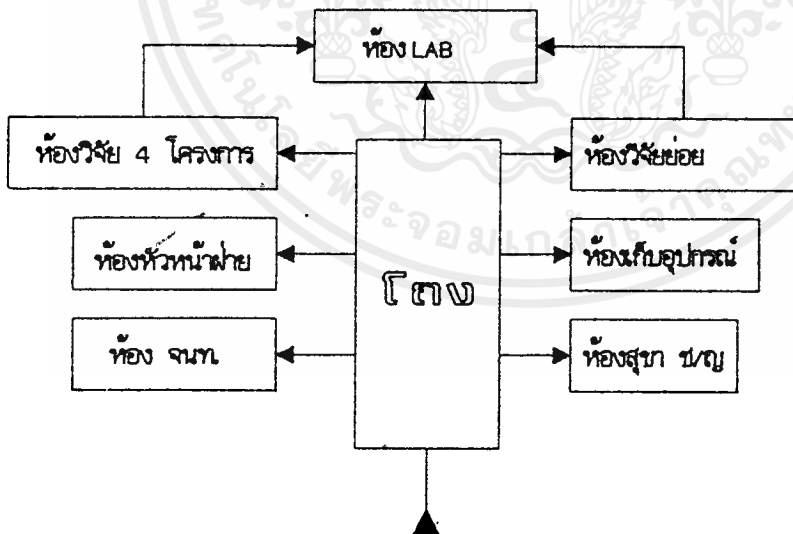 ห้อง LAB
ห้องวิจัย 4 โครงการ
ห้องวิจัยย่อย
ห้องหัวหน้าฝ่าย
โถง
ห้องเก็บอุปกรณ์
ห้อง จนท.
ห้องสุขา ช/ญ